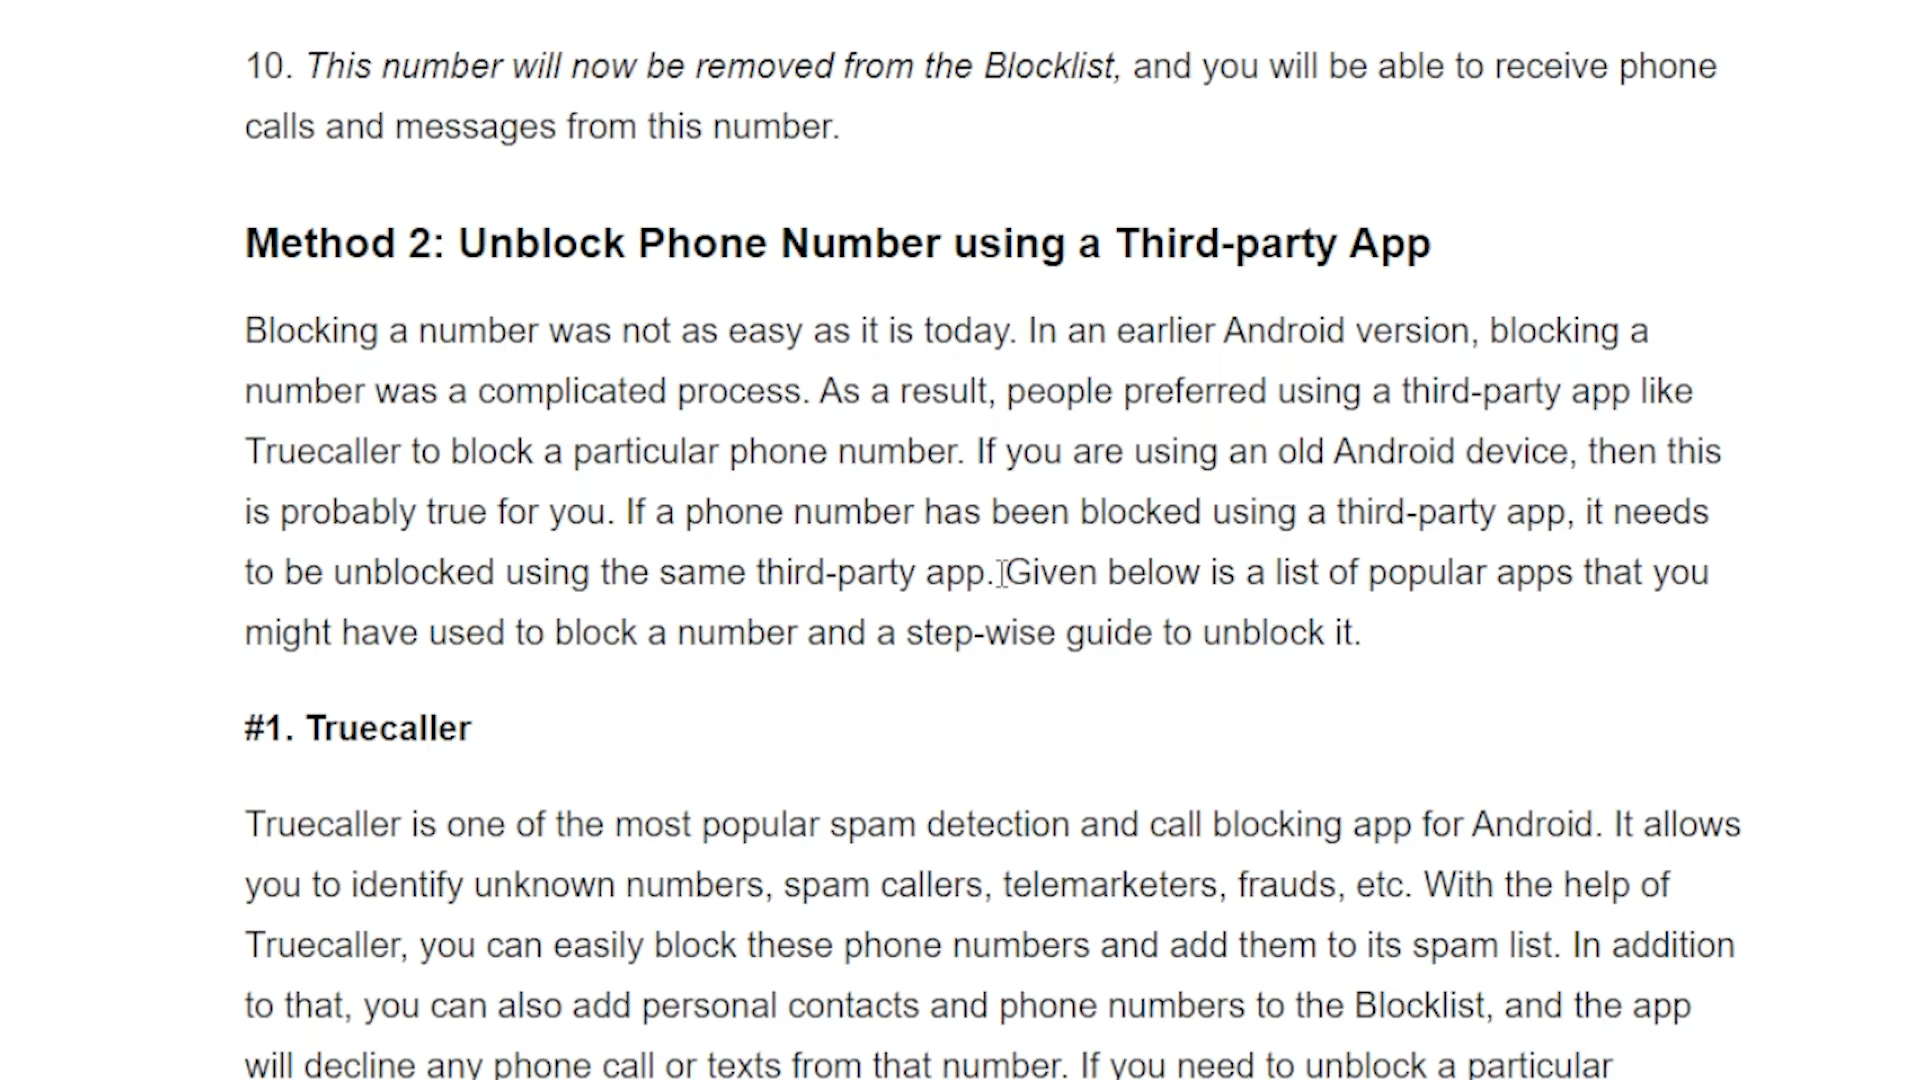 10. This number will now be removed from the Blocklist, and you will be able to receive phone
calls and messages from this number.
Method 2: Unblock Phone Number using a Third-party App
Blocking a number was not as easy as it is today. In an earlier Android version, blocking a
number was a complicated process. As a result, people preferred using a third-party app like
Truecaller to block a particular phone number. If you are using an old Android device, then this
is probably true for you. If a phone number has been blocked using a third-party app, it needs
to be unblocked using the same third-party app. Given below is a list of popular apps that you
might have used to block a number and a step-wise guide to unblock it.
#1. Truecaller
Truecaller is one of the most popular spam detection and call blocking app for Android. It allows
you to identify unknown numbers, spam callers, telemarketers, frauds, etc. With the help of
Truecaller, you can easily block these phone numbers and add them to its spam list. In addition
to that, you can also add personal contacts and phone numbers to the Blocklist, and the app
will decline any phone call or texts from that number. If you need to unblock a particular